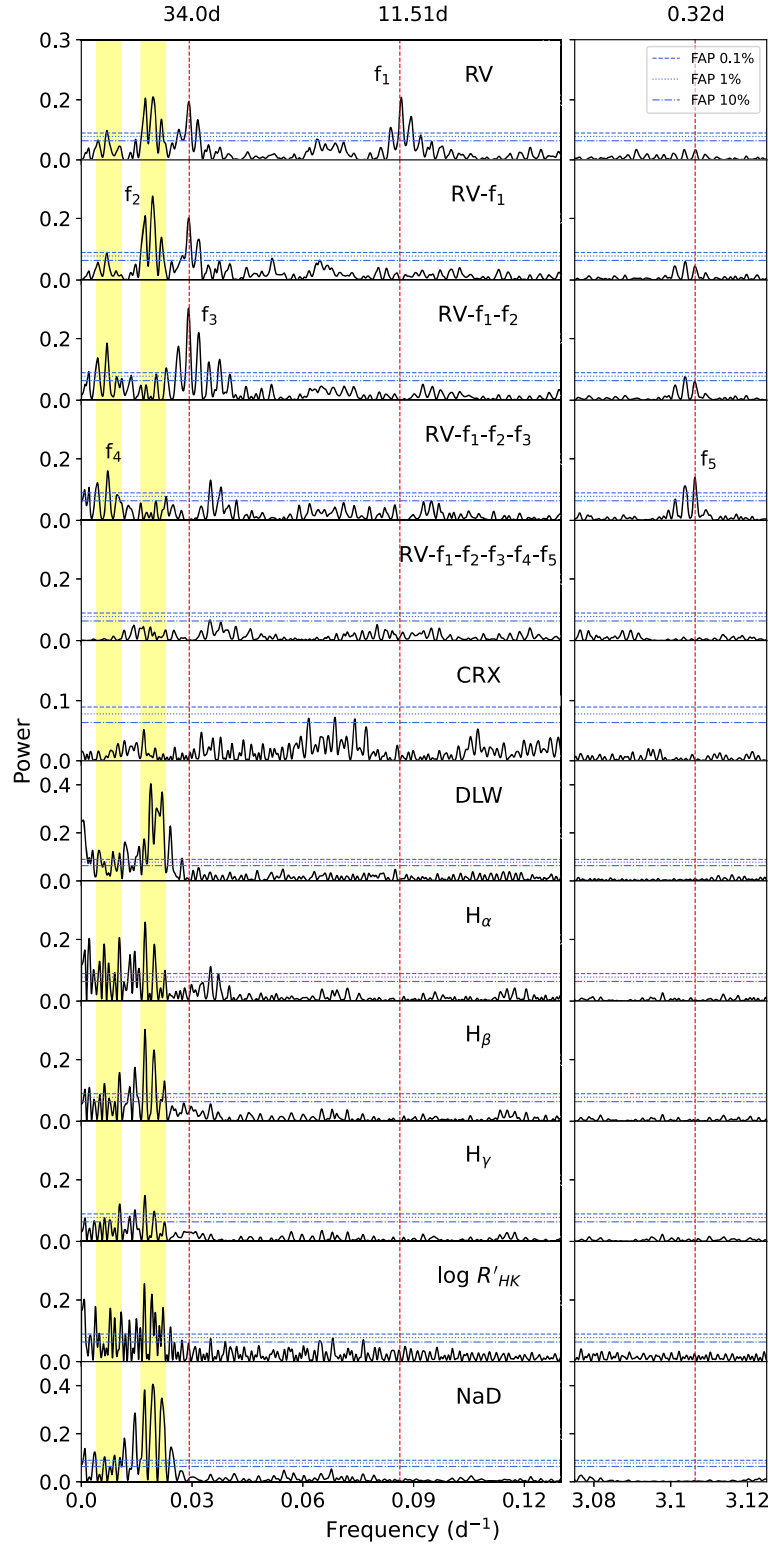 34.0d 11.51d 0.32d
0.3 f₁ RV FAP 0.1%
FAP 1%
0.2 FAP 10%
0.1
0.0
f₂ RV-f₁
0.2
0.0
f₃ RV-f₁-f₂
0.2
0.0
f₄ RV-f₁-f₂-f₃ f₅
0.2
0.0
RV-f₁-f₂-f₃-f₄-f₅
0.2
0.0
CRX
0.1
0.0
DLW
0.4
0.2
0.0
Hα
0.2
0.0
Hβ
0.2
0.0
Hγ
0.2
0.0
log R'HK
0.2
0.0
NaD
0.4
0.2
0.0
0.0 0.03 0.06 0.09 0.12 3.08 3.1 3.12
Frequency (d⁻¹)
Power